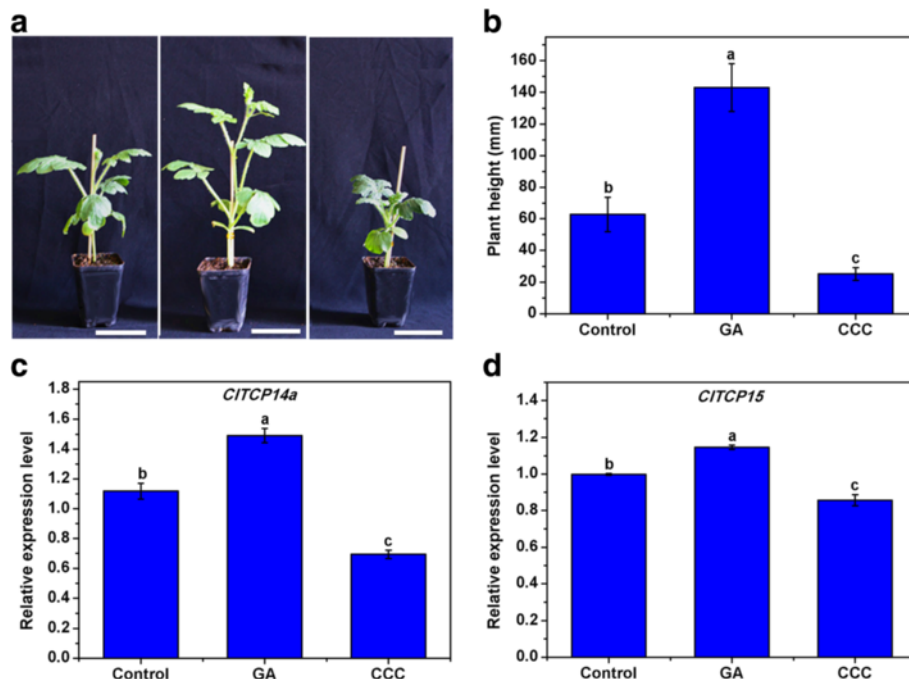 a
b
Plant height (mm)
160
140
120
100
80
60
40
20
0
b
a
c
Control GA CCC
c
ClTCP14a
Relative expression level
1.8
1.6
1.4
1.2
1.0
0.8
0.6
0.4
0.2
0.0
b
a
c
Control GA CCC
d
ClTCP15
Relative expression level
1.4
1.2
1.0
0.8
0.6
0.4
0.2
0.0
b
a
c
Control GA CCC